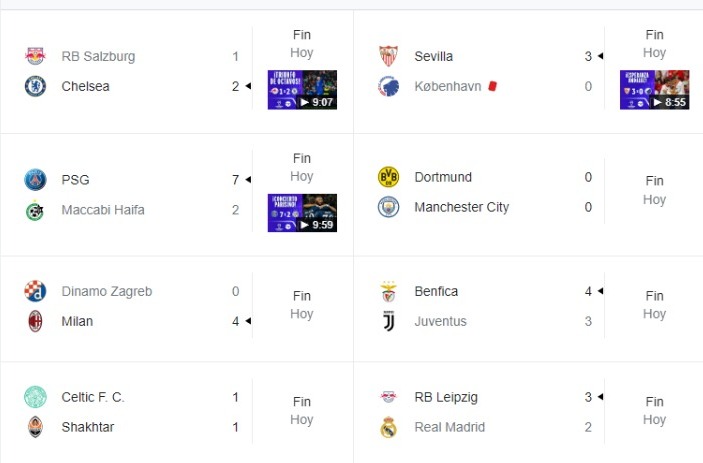 RB Salzburg 1
Chelsea 2
Fin
Hoy
¡TRIUNFO
DE OCTAVOS!
1-2
9:07
Sevilla 3
København 0
Fin
Hoy
3-0
8:55
PSG 7
Maccabi Haifa 2
Fin
Hoy
¡CONCIERTO
PARISINO!
7-2
9:59
Dortmund 0
Manchester City 0
Fin
Hoy
Dinamo Zagreb 0
Milan 4
Fin
Hoy
Benfica 4
Juventus 3
Fin
Hoy
Celtic F. C. 1
Shakhtar 1
Fin
Hoy
RB Leipzig 3
Real Madrid 2
Fin
Hoy